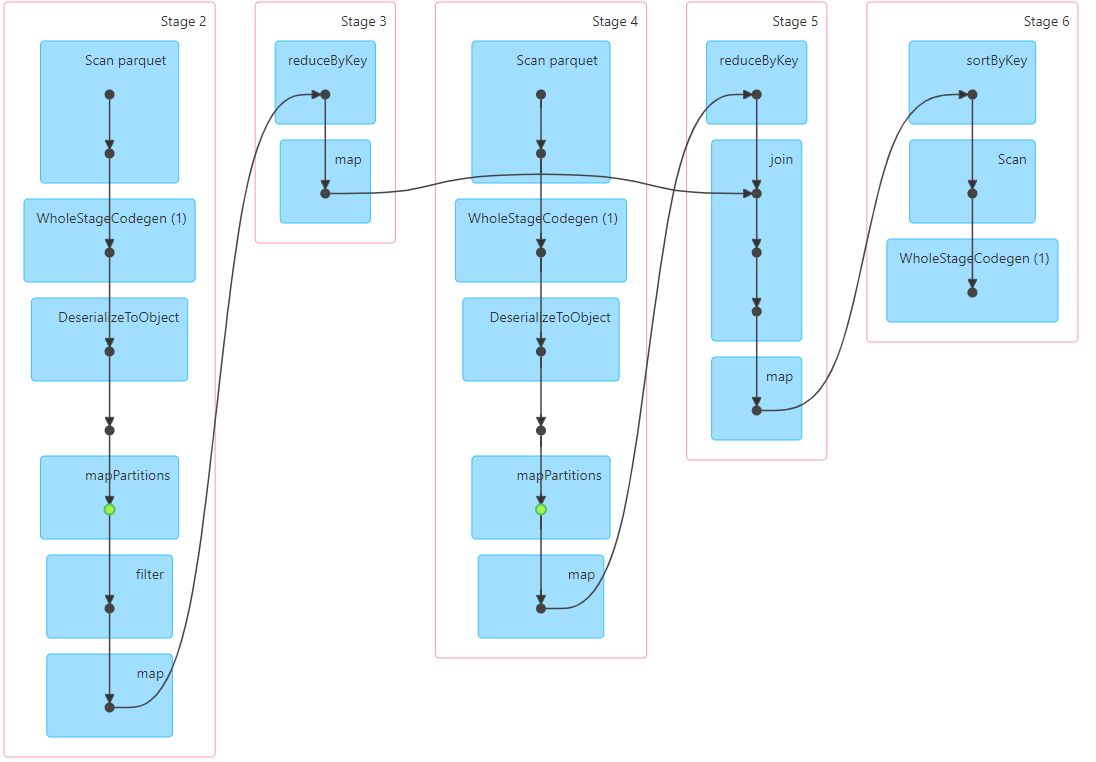 Stage 2
Scan parquet
WholeStageCodegen (1)
DeserializeToObject
mapPartitions
filter
map
Stage 3
reduceByKey
map
Stage 4
Scan parquet
WholeStageCodegen (1)
DeserializeToObject
mapPartitions
map
Stage 5
reduceByKey
join
map
Stage 6
sortByKey
Scan
WholeStageCodegen (1)